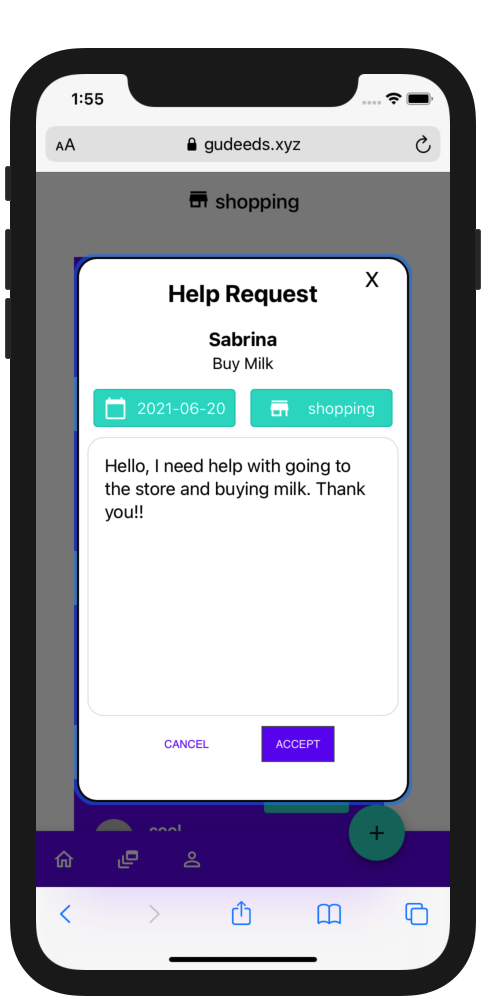 1:55
AA
gudeeds.xyz
shopping
X
Help Request
Sabrina
Buy Milk
2021-06-20
shopping
Hello, I need help with going to
the store and buying milk. Thank
you!!
CANCEL
ACCEPT
cool
+